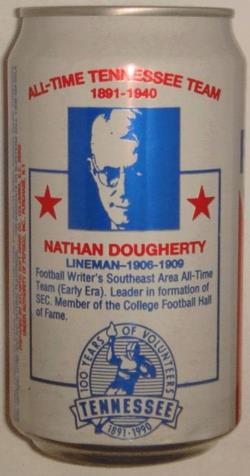 ALL-TIME TENNESSEE TEAM
1891-1940
NATHAN DOUGHERTY
LINEMAN–1906-1909
Football Writer's Southeast Area All-Time
Team (Early Era). Leader in formation of
SEC. Member of the College Football Hall
of Fame.
100 YEARS OF VOLUNTEERS
TENNESSEE
1891-1990